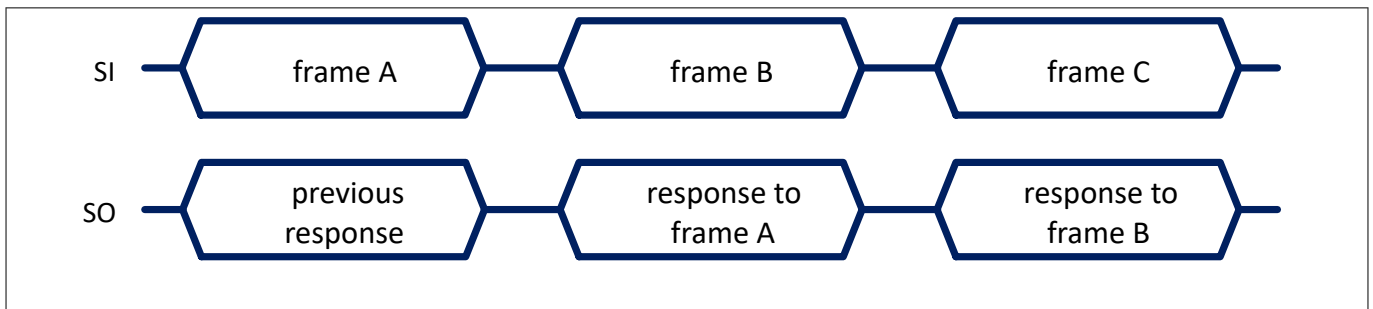 SI
frame A
frame B
frame C
SO
previous
response
response to
frame A
response to
frame B